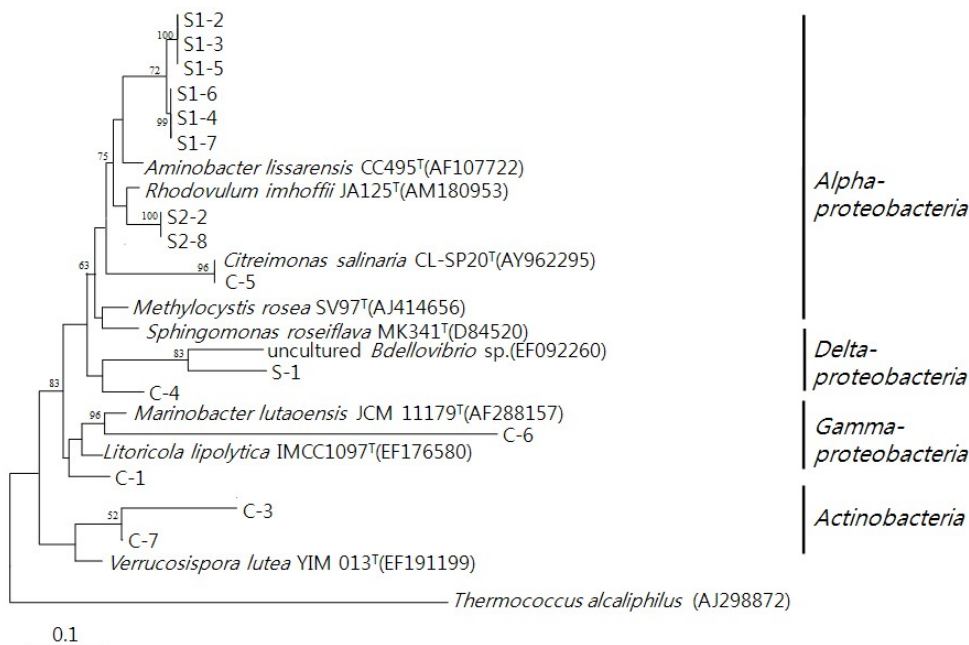 S1-2
100
S1-3
S1-5
72
S1-6
S1-4
99
S1-7
75
Aminobacter lissarensis CC495ᵀ(AF107722)
Rhodovulum imhoffii JA125ᵀ(AM180953)
100
S2-2
S2-8
Citreimonas salinaria CL-SP20ᵀ(AY962295)
96
C-5
63
Methylocystis rosea SV97ᵀ(AJ414656)
Sphingomonas roseiflava MK341ᵀ(D84520)
uncultured Bdellovibrio sp.(EF092260)
83
S-1
83
C-4
Marinobacter lutaoensis JCM 11179ᵀ(AF288157)
96
C-6
Litoricola lipolytica IMCC1097ᵀ(EF176580)
C-1
C-3
52
C-7
Verrucosispora lutea YIM 013ᵀ(EF191199)
Thermococcus alcaliphilus (AJ298872)
0.1
Alpha-
proteobacteria
Delta-
proteobacteria
Gamma-
proteobacteria
Actinobacteria